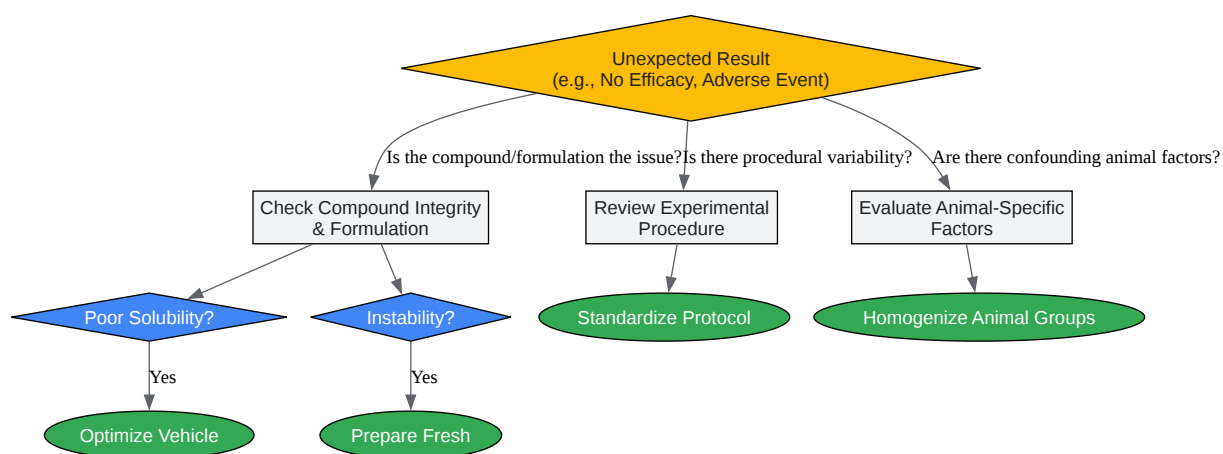 Unexpected Result
(e.g., No Efficacy, Adverse Event)
Is the compound/formulation the issue?
Is there procedural variability?
Are there confounding animal factors?
Check Compound Integrity
& Formulation
Review Experimental
Procedure
Evaluate Animal-Specific
Factors
Poor Solubility?
Instability?
Standardize Protocol
Homogenize Animal Groups
Yes
Yes
Optimize Vehicle
Prepare Fresh